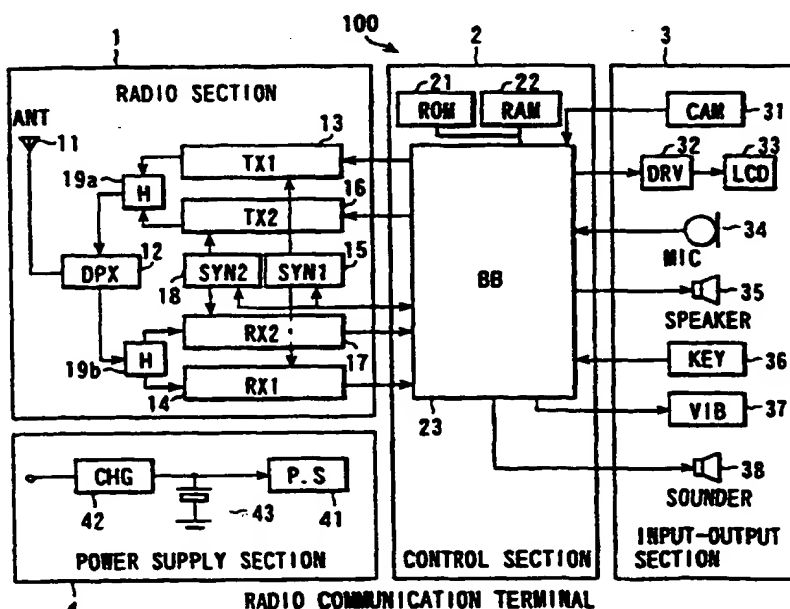 100
1
2
3
RADIO SECTION
ANT
11
13
TX1
19a
H
16
TX2
12
DPX
18
SYN2
SYN1
15
RX2
17
19b
H
14
RX1
21
ROM
22
RAM
BB
23
CAM
31
32
DRV
33
LCD
34
MIC
35
SPEAKER
KEY
36
VIB
37
38
SOUNDER
CHG
42
43
P.S
41
POWER SUPPLY SECTION
CONTROL SECTION
INPUT-OUTPUT
SECTION
4
RADIO COMMUNICATION TERMINAL